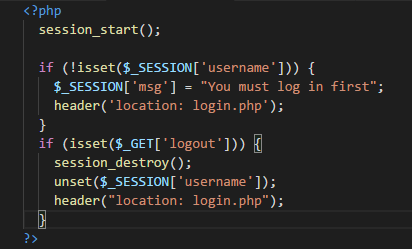 <?php
session_start();
if (!isset($_SESSION['username'])) {
$_SESSION['msg'] = "You must log in first";
header('location: login.php');
}
if (isset($_GET['logout'])) {
session_destroy();
unset($_SESSION['username']);
header("location: login.php");
}
?>